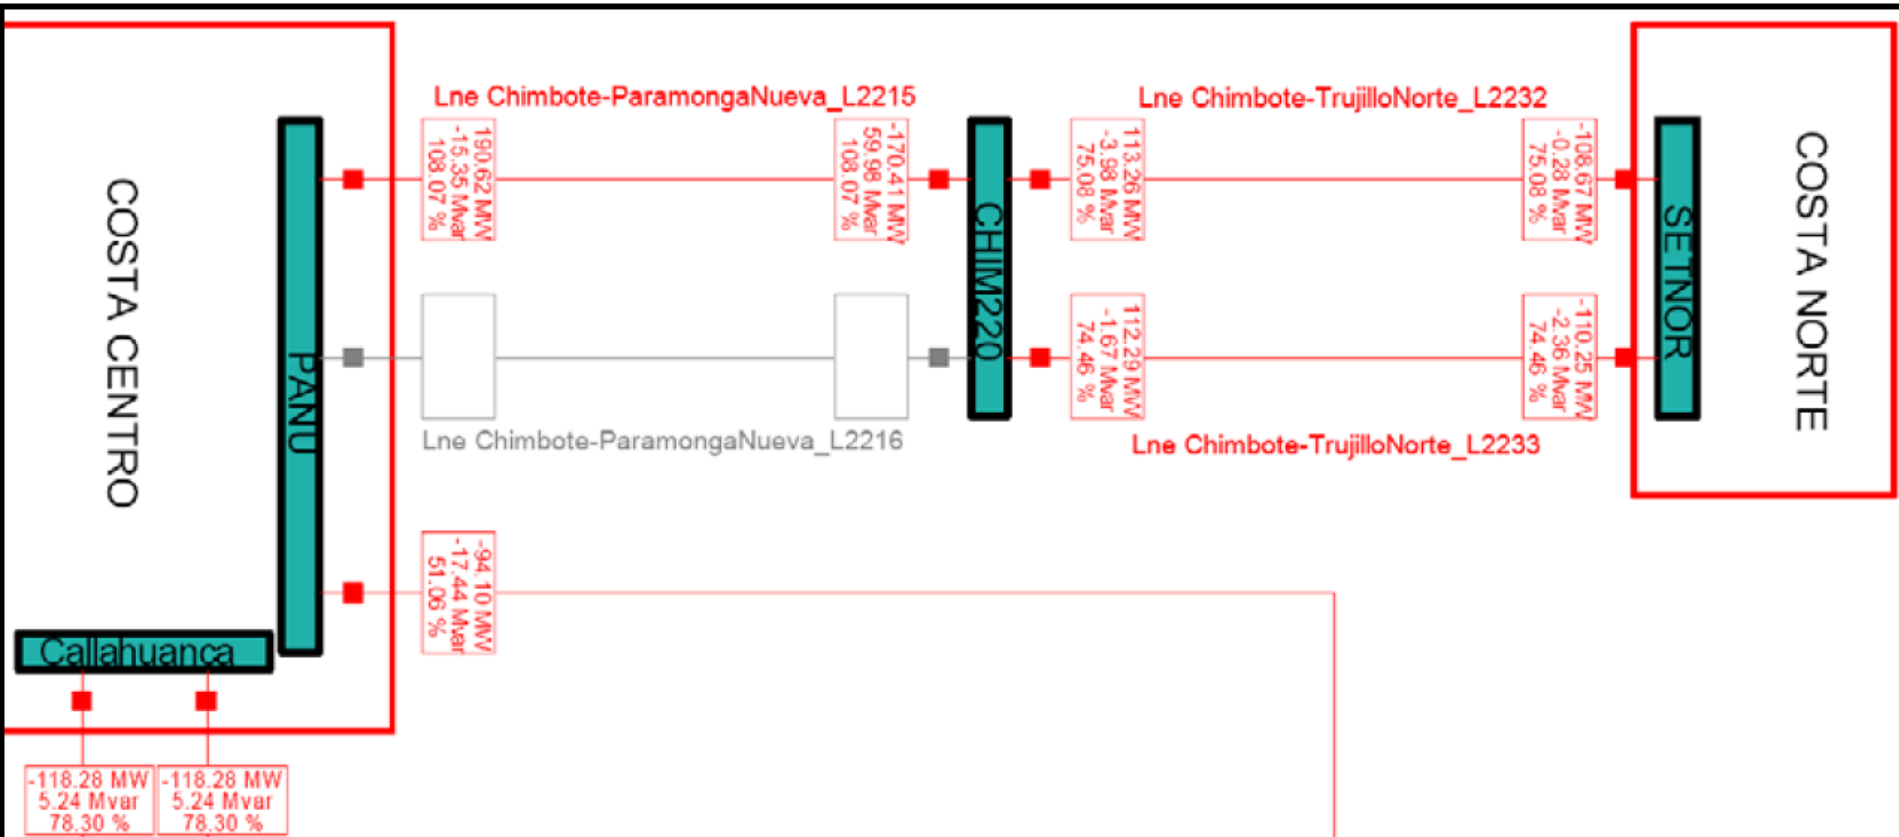 Lne Chimbote-ParamongaNueva_L2215
Lne Chimbote-TrujilloNorte_L2232
COSTA CENTRO
PANU
190.62 MW
-15.35 Mvar
108.07 %
-170.41 MW
59.98 Mvar
108.07 %
CHIM220
113.26 MW
-3.98 Mvar
75.08 %
-108.67 MW
-0.28 Mvar
75.08 %
SETNOR
COSTA NORTE
112.29 MW
-1.67 Mvar
74.46 %
-110.25 MW
-2.36 Mvar
74.46 %
Lne Chimbote-ParamongaNueva_L2216
Lne Chimbote-TrujilloNorte_L2233
-94.10 MW
-17.44 Mvar
51.06 %
Callahuanca
-118.28 MW
5.24 Mvar
78.30 %
-118.28 MW
5.24 Mvar
78.30 %